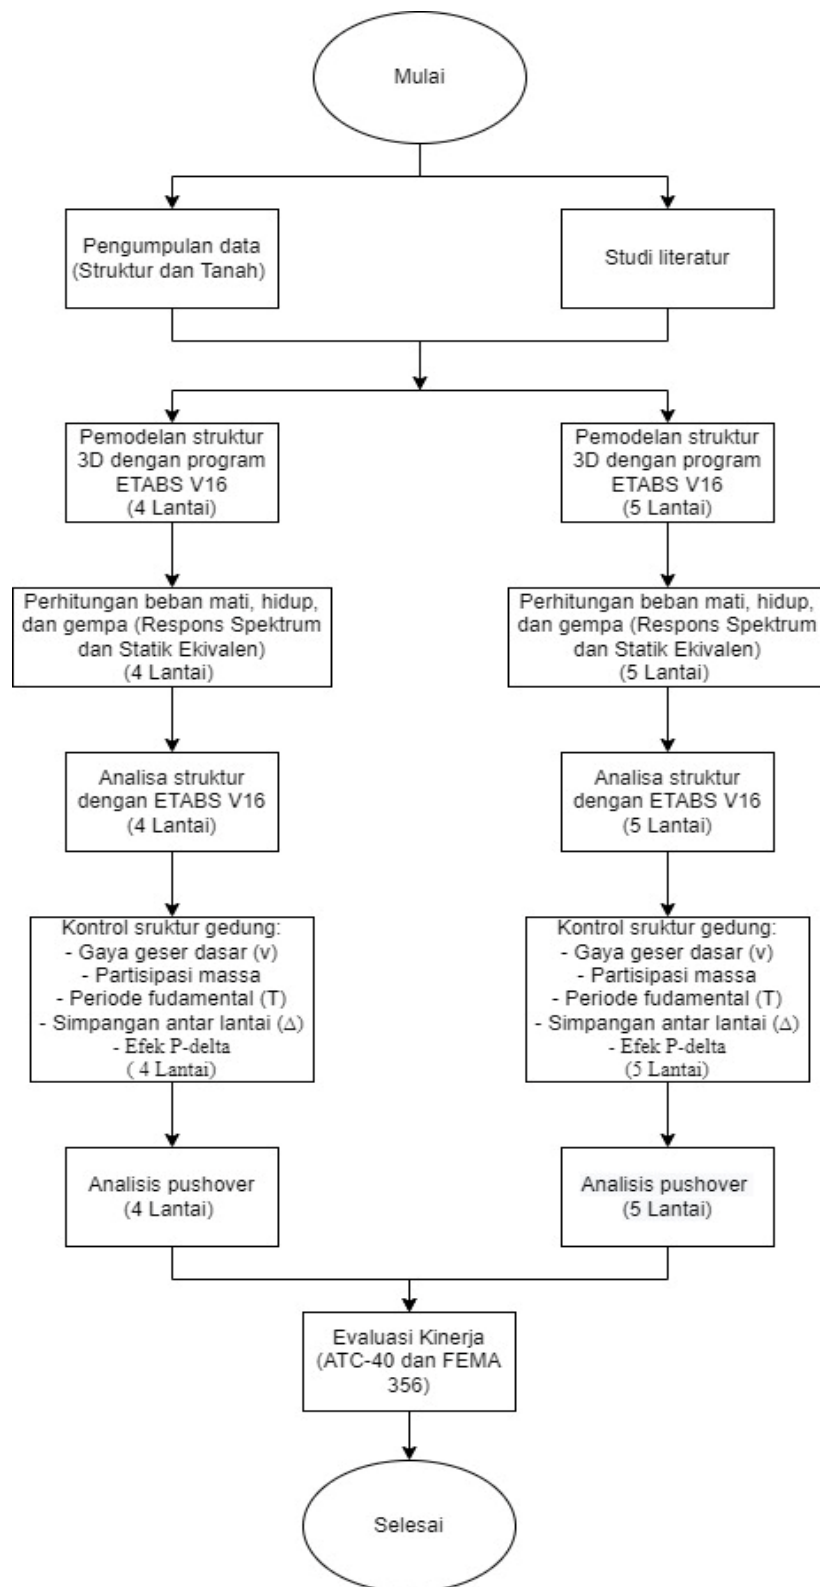 Mulai
Pengumpulan data
(Struktur dan Tanah)
Studi literatur
Pemodelan struktur
3D dengan program
ETABS V16
(4 Lantai)
Pemodelan struktur
3D dengan program
ETABS V16
(5 Lantai)
Perhitungan beban mati, hidup,
dan gempa (Respons Spektrum
dan Statik Ekivalen)
(4 Lantai)
Perhitungan beban mati, hidup,
dan gempa (Respons Spektrum
dan Statik Ekivalen)
(5 Lantai)
Analisa struktur
dengan ETABS V16
(4 Lantai)
Analisa struktur
dengan ETABS V16
(5 Lantai)
Kontrol sruktur gedung:
- Gaya geser dasar (v)
- Partisipasi massa
- Periode fudamental (T)
- Simpangan antar lantai (Δ)
- Efek P-delta
( 4 Lantai)
Kontrol sruktur gedung:
- Gaya geser dasar (v)
- Partisipasi massa
- Periode fudamental (T)
- Simpangan antar lantai (Δ)
- Efek P-delta
(5 Lantai)
Analisis pushover
(4 Lantai)
Analisis pushover
(5 Lantai)
Evaluasi Kinerja
(ATC-40 dan FEMA
356)
Selesai